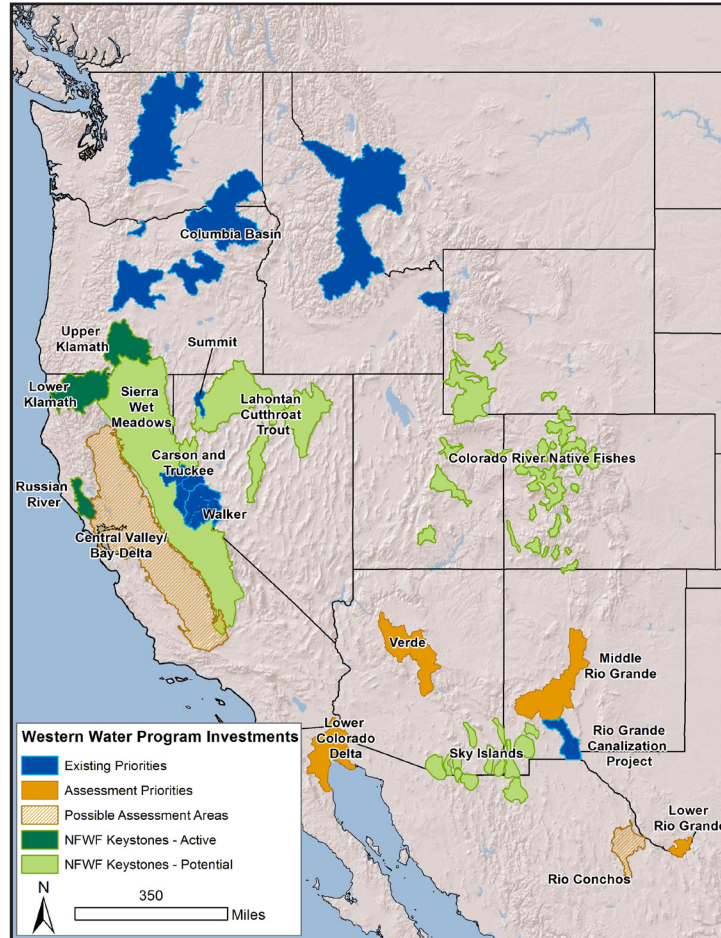 Columbia Basin
Upper
Klamath
Summit
Lower
Klamath
Sierra
Wet
Meadows
Lahontan
Cutthroat
Trout
Carson and
Truckee
Colorado River Native Fishes
Russian
River
Walker
Central Valley/
Bay-Delta
Verde
Middle
Rio Grande
Lower
Colorado
Delta
Sky Islands
Rio Grande
Canalization
Project
Lower
Rio Grande
Rio Conchos
Western Water Program Investments
Existing Priorities
Assessment Priorities
Possible Assessment Areas
NFWF Keystones - Active
NFWF Keystones - Potential
N
350
Miles